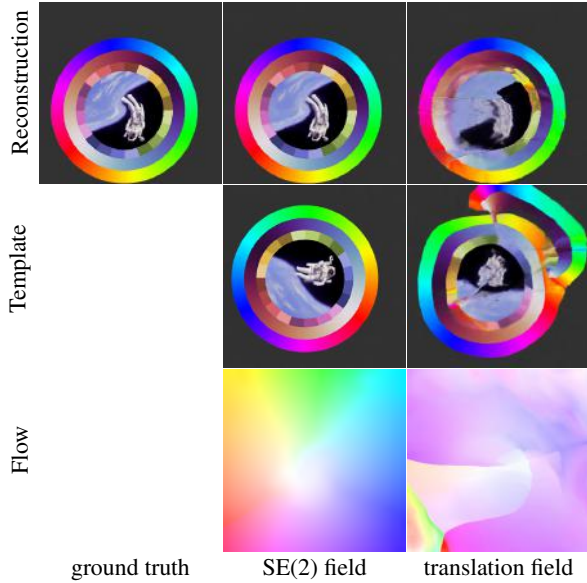 Reconstruction
Template
Flow
ground truth
SE(2) field
translation field